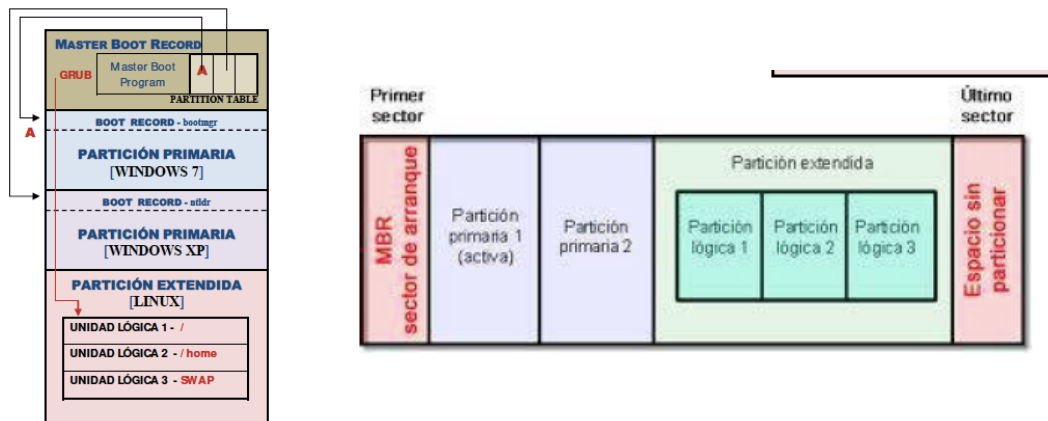 MASTER BOOT RECORD
GRUB
Master Boot
Program
A
PARTITION TABLE
A
BOOT RECORD - bootmgr
PARTICIÓN PRIMARIA
[WINDOWS 7]
BOOT RECORD - ntldr
PARTICIÓN PRIMARIA
[WINDOWS XP]
PARTICIÓN EXTENDIDA
[LINUX]
UNIDAD LÓGICA 1 - /
UNIDAD LÓGICA 2 - / home
UNIDAD LÓGICA 3 - SWAP
Primer
sector
Último
sector
MBR
sector de arranque
Partición
primaria 1
(activa)
Partición
primaria 2
Partición extendida
Partición
lógica 1
Partición
lógica 2
Partición
lógica 3
Espacio sin
particionar